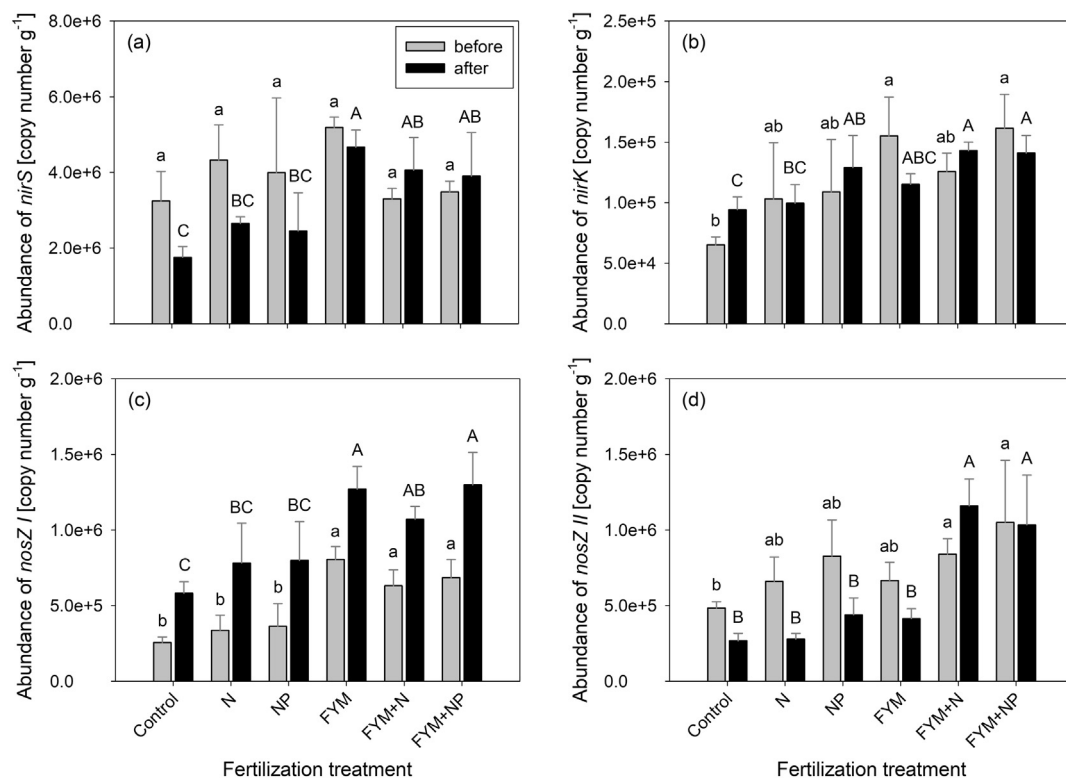 (a)
before
after
Abundance of nirS [copy number g-1]
8.0e+6
6.0e+6
4.0e+6
2.0e+6
0.0
a
C
a
BC
a
BC
a
A
a
AB
a
AB
(b)
Abundance of nirK [copy number g-1]
2.5e+5
2.0e+5
1.5e+5
1.0e+5
5.0e+4
0.0
b
C
ab
BC
ab
AB
a
ABC
ab
A
a
A
(c)
Abundance of nosZ I [copy number g-1]
2.0e+6
1.5e+6
1.0e+6
5.0e+5
0.0
b
C
b
BC
b
BC
a
A
a
AB
a
A
Control
N
NP
FYM
FYM+N
FYM+NP
Fertilization treatment
(d)
Abundance of nosZ II [copy number g-1]
2.0e+6
1.5e+6
1.0e+6
5.0e+5
0.0
b
B
ab
B
ab
B
ab
B
a
A
a
A
Control
N
NP
FYM
FYM+N
FYM+NP
Fertilization treatment